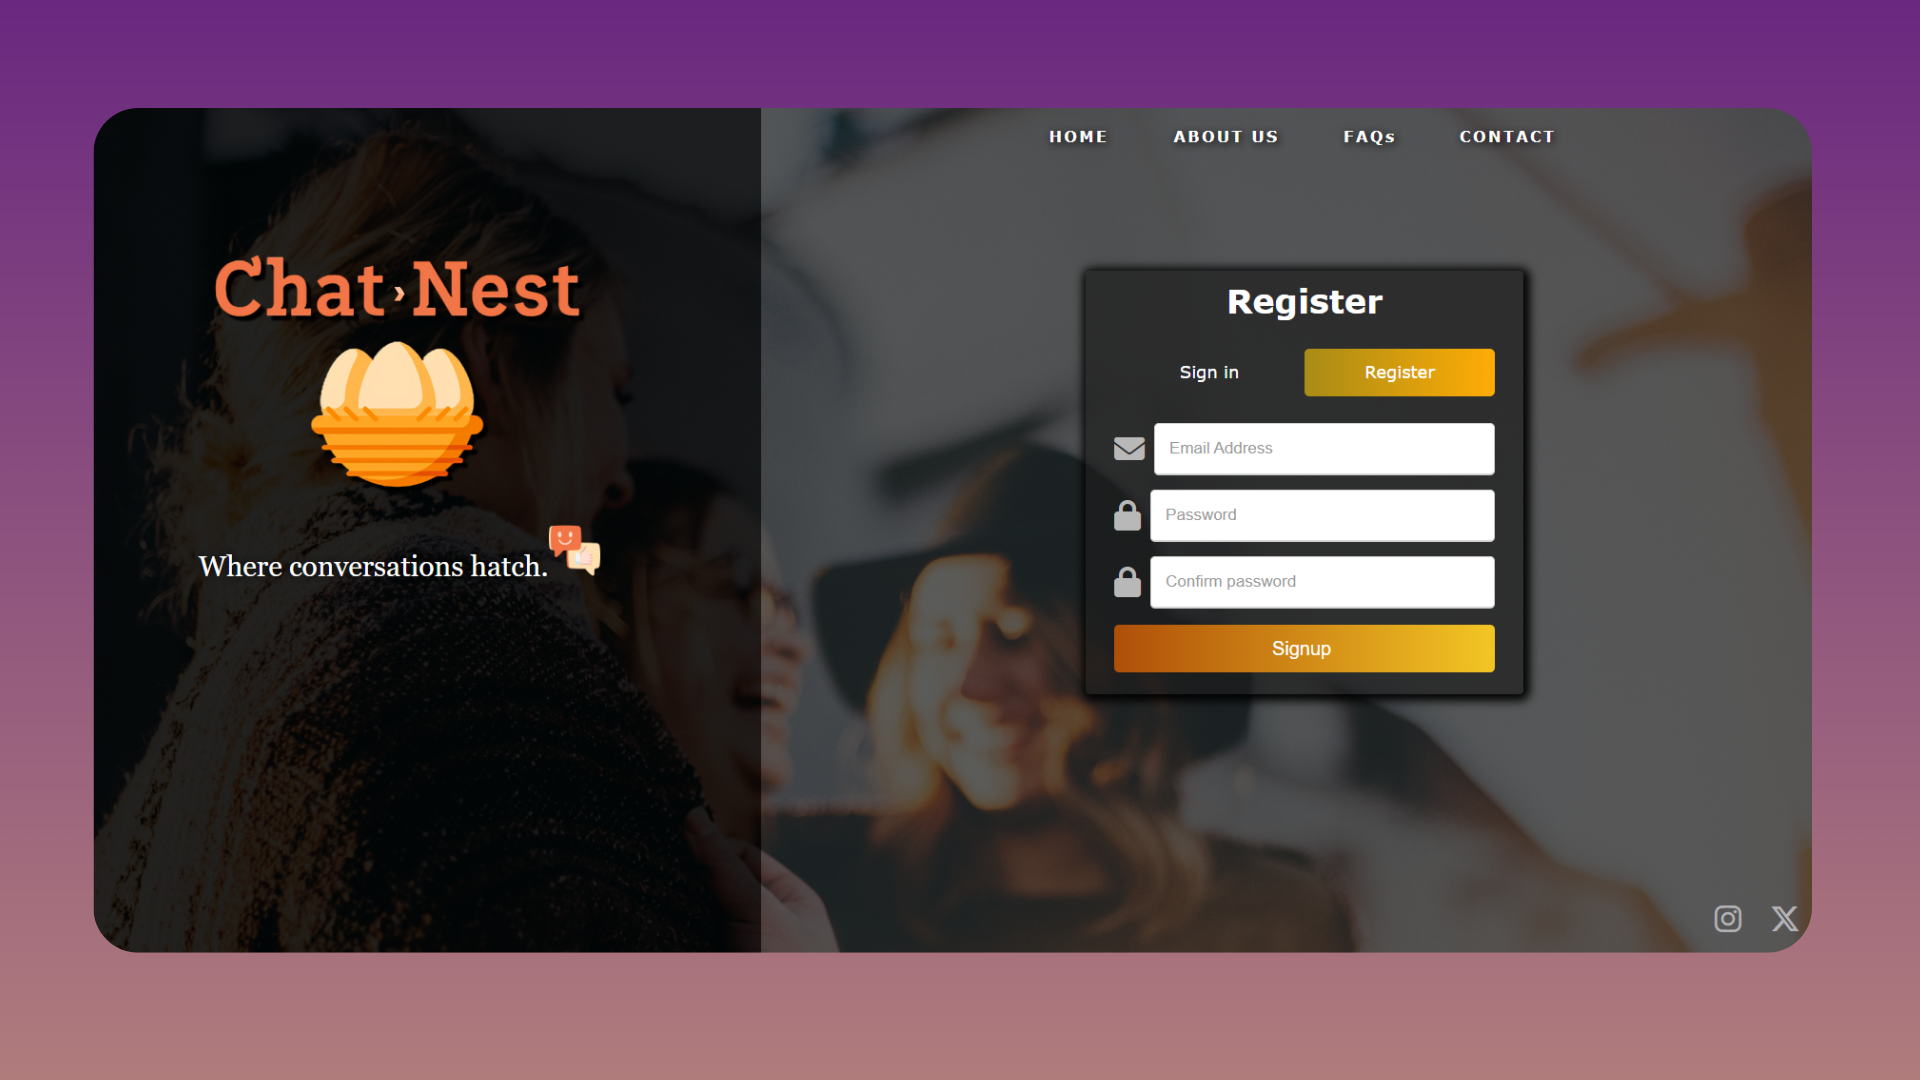 HOME ABOUT US FAQs CONTACT
Chat›Nest
Where conversations hatch.
Register
Sign in Register
Email Address
Password
Confirm password
Signup